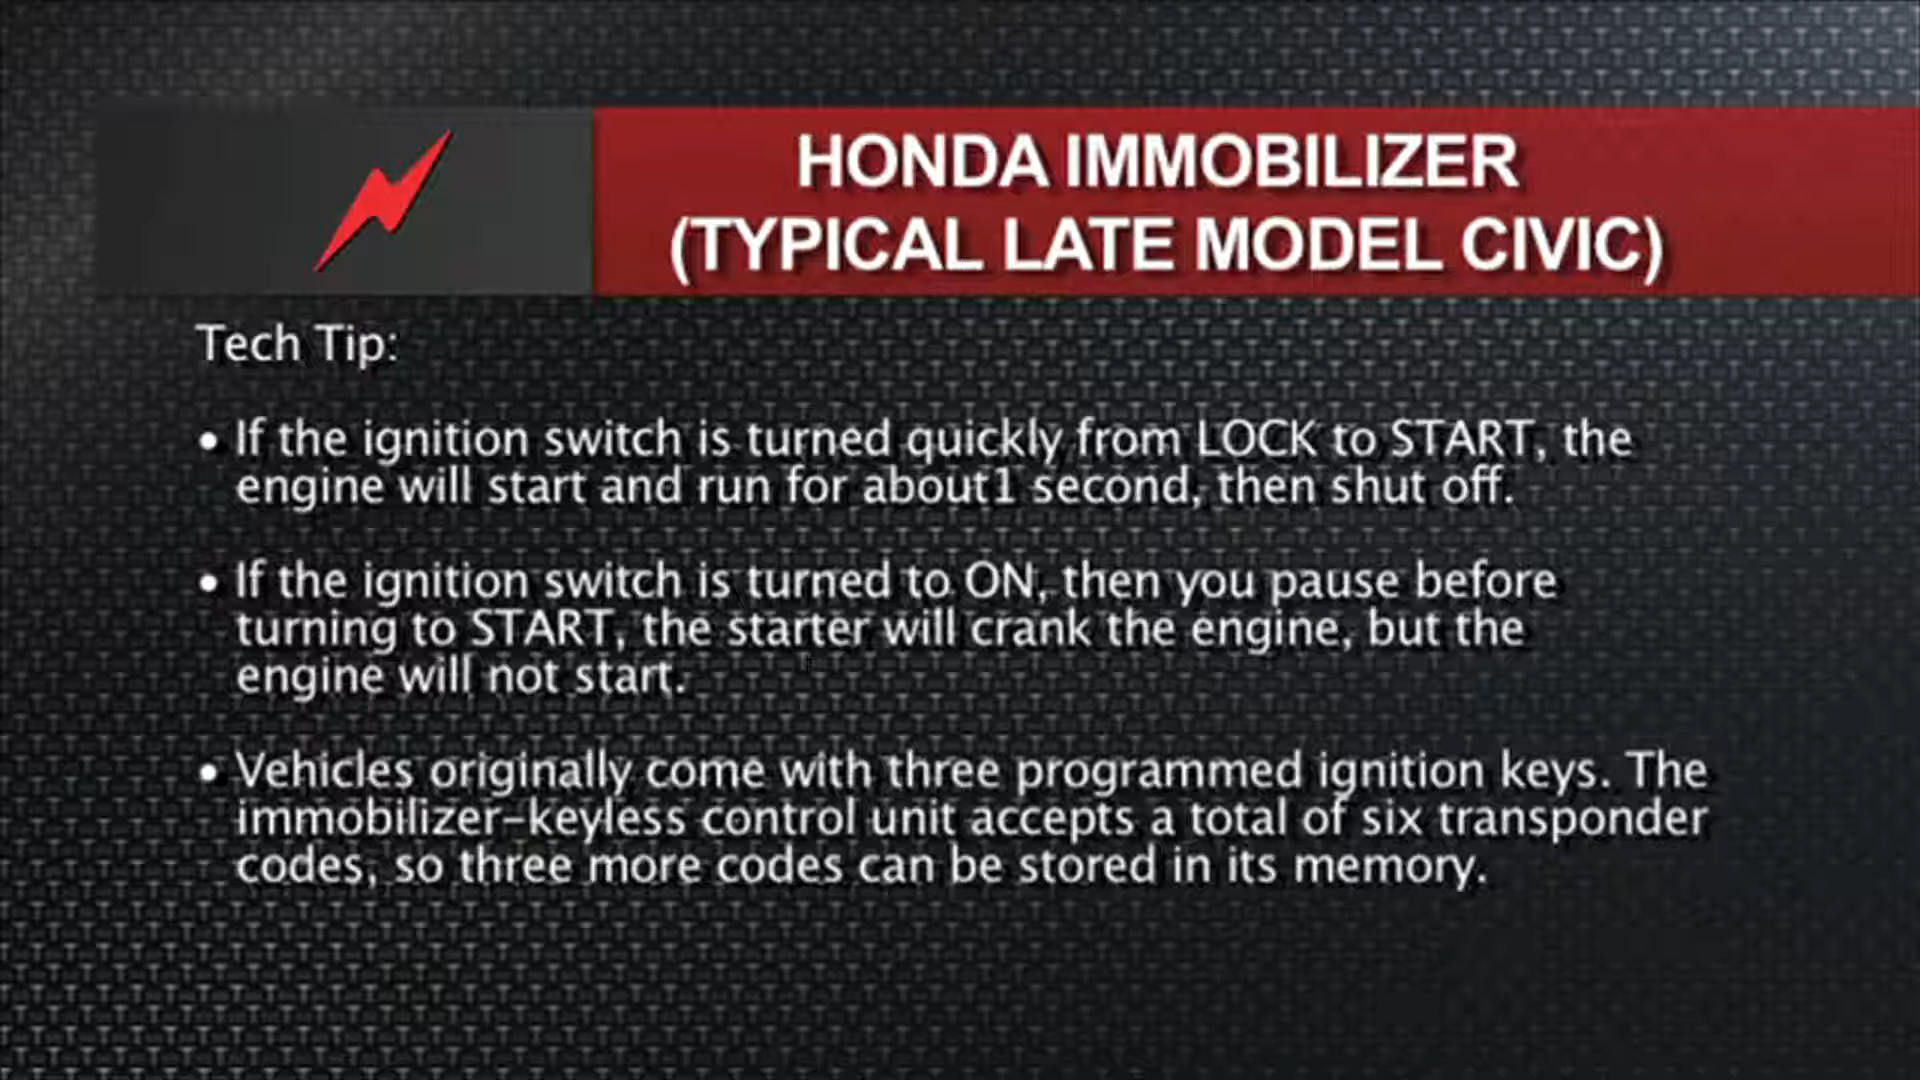 HONDA IMMOBILIZER
(TYPICAL LATE MODEL CIVIC)
Tech Tip:
• If the ignition switch is turned quickly from LOCK to START, the
engine will start and run for about1 second, then shut off.
• If the ignition switch is turned to ON, then you pause before
turning to START, the starter will crank the engine, but the
engine will not start.
• Vehicles originally come with three programmed ignition keys. The
immobilizer-keyless control unit accepts a total of six transponder
codes, so three more codes can be stored in its memory.